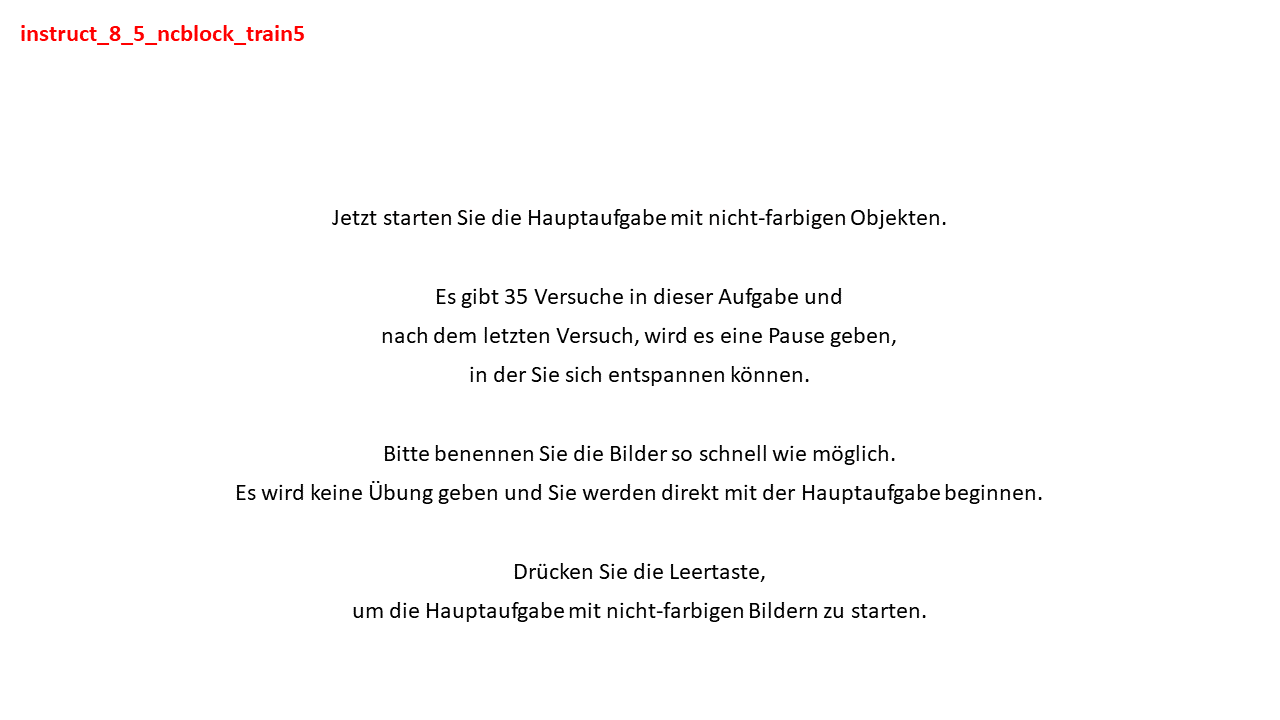 instruct_8_5_ncblock_train5
Jetzt starten Sie die Hauptaufgabe mit nicht-farbigen Objekten.
Es gibt 35 Versuche in dieser Aufgabe und
nach dem letzten Versuch, wird es eine Pause geben,
in der Sie sich entspannen können.
Bitte benennen Sie die Bilder so schnell wie möglich.
Es wird keine Übung geben und Sie werden direkt mit der Hauptaufgabe beginnen.
Drücken Sie die Leertaste,
um die Hauptaufgabe mit nicht-farbigen Bildern zu starten.